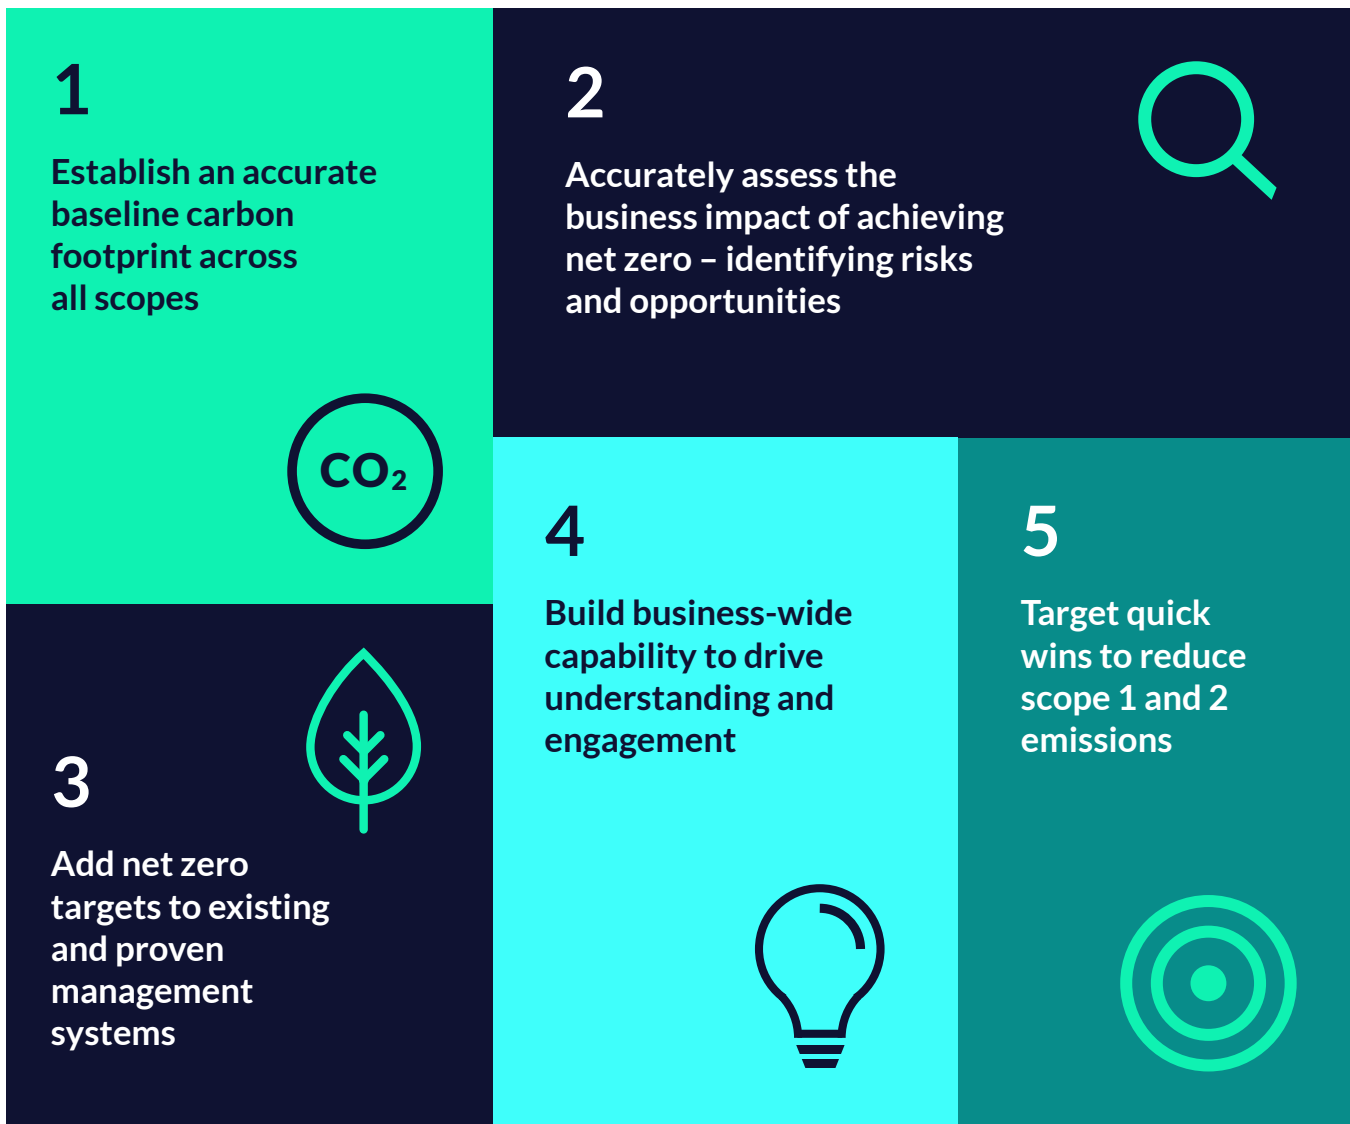 1
Establish an accurate
baseline carbon
footprint across
all scopes
CO₂
2
Accurately assess the
business impact of achieving
net zero – identifying risks
and opportunities
3
Add net zero
targets to existing
and proven
management
systems
4
Build business-wide
capability to drive
understanding and
engagement
5
Target quick
wins to reduce
scope 1 and 2
emissions